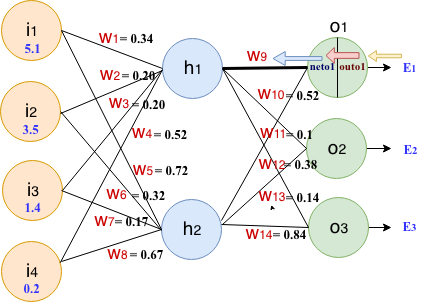 i1
5.1
i2
3.5
i3
1.4
i4
0.2
W1= 0.34
W2= 0.20
W3= 0.20
W4= 0.52
W5= 0.72
W6= 0.32
W7= 0.17
W8= 0.67
h1
h2
W9
W10= 0.52
W11= 0.1
W12= 0.38
W13= 0.14
W14= 0.84
o1
neto1
outo1
o2
o3
E1
E2
E3